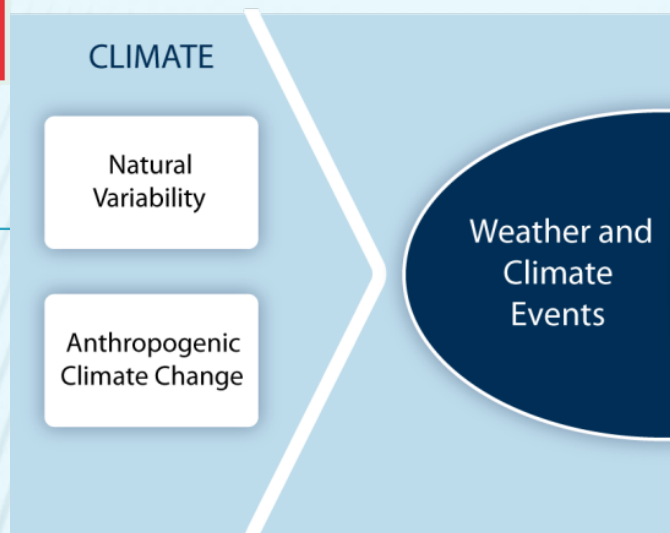 CLIMATE
Natural
Variability
Anthropogenic
Climate Change
Weather and
Climate
Events